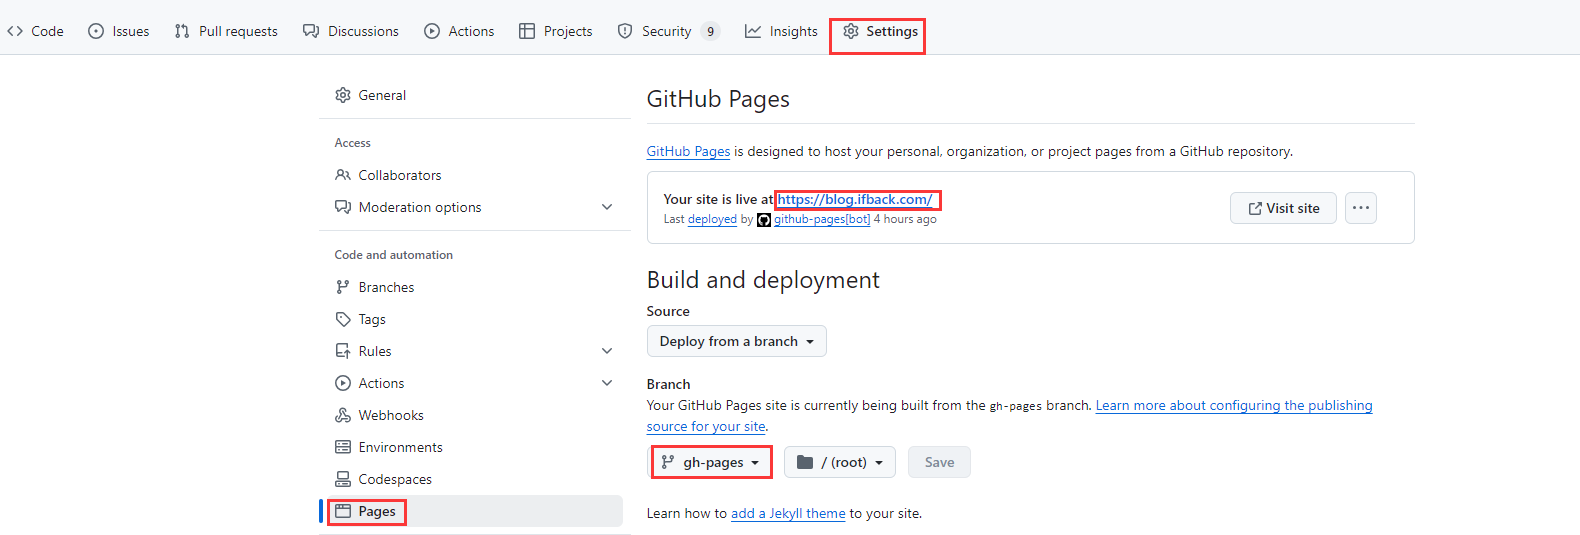 Code Issues Pull requests Discussions Actions Projects Security 9 Insights Settings
General
Access
Collaborators
Moderation options
Code and automation
Branches
Tags
Rules
Actions
Webhooks
Environments
Codespaces
Pages
GitHub Pages
GitHub Pages is designed to host your personal, organization, or project pages from a GitHub repository.
Your site is live at https://blog.ifback.com/
Last deployed by github-pages[bot] 4 hours ago
Visit site
Build and deployment
Source
Deploy from a branch
Branch
Your GitHub Pages site is currently being built from the gh-pages branch. Learn more about configuring the publishing
source for your site.
gh-pages / (root) Save
Learn how to add a Jekyll theme to your site.